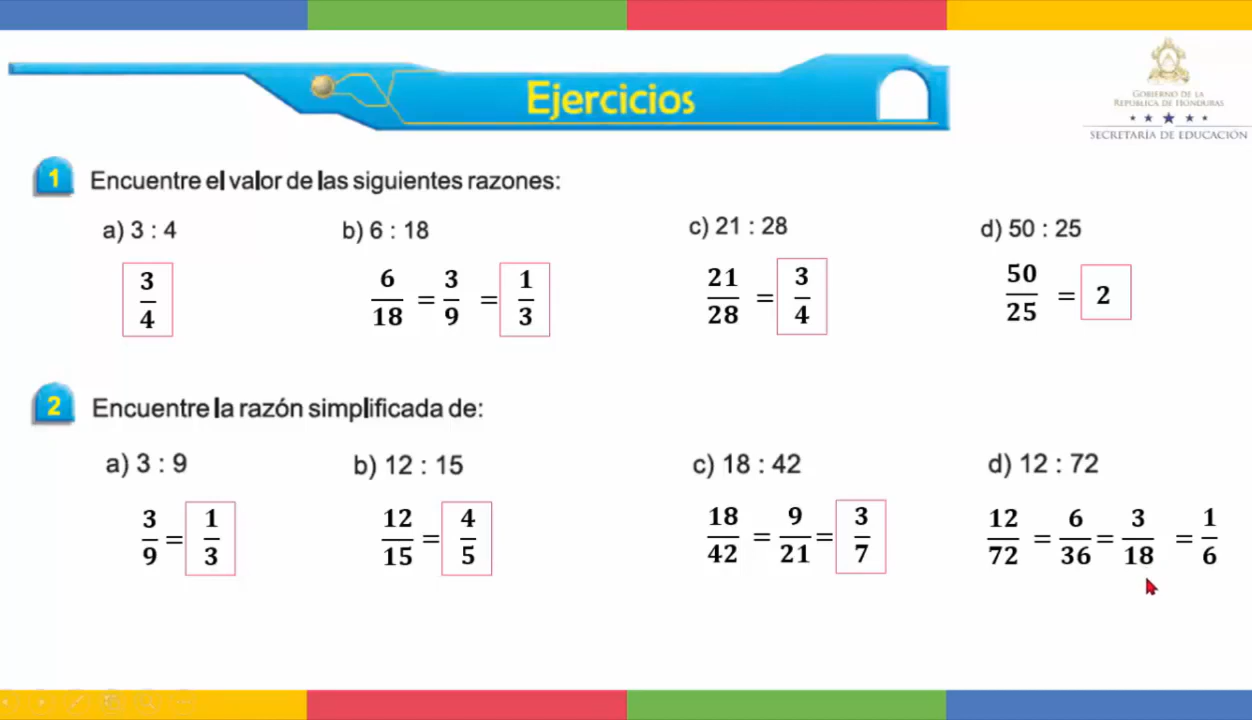 Ejercicios
GOBIERNO DE LA
REPÚBLICA DE HONDURAS
SECRETARÍA DE EDUCACIÓN
1 Encuentre el valor de las siguientes razones:
a) 3 : 4 b) 6 : 18 c) 21 : 28 d) 50 : 25
3/4 6/18 = 3/9 = 1/3 21/28 = 3/4 50/25 = 2
2 Encuentre la razón simplificada de:
a) 3 : 9 b) 12 : 15 c) 18 : 42 d) 12 : 72
3/9 = 1/3 12/15 = 4/5 18/42 = 9/21 = 3/7 12/72 = 6/36 = 3/18 = 1/6